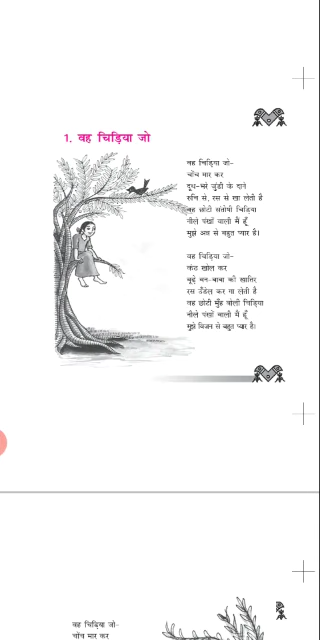 1. वह चिड़िया जो
वह चिड़िया जो-
चोंच मार कर
दूध-भरे जुंडी के दाने
रुचि से, रस से खा लेती है
वह छोटी संतोषी चिड़िया
नीले पंखों वाली मैं हूँ
मुझे अन्न से बहुत प्यार है।
वह चिड़िया जो-
कंठ खोल कर
बूढ़े वन-बाबा की खातिर
रस उँडेल कर गा लेती है
वह छोटी मुँह बोली चिड़िया
नीले पंखों वाली मैं हूँ
मुझे विजन से बहुत प्यार है।
वह चिड़िया जो-
चोंच मार कर